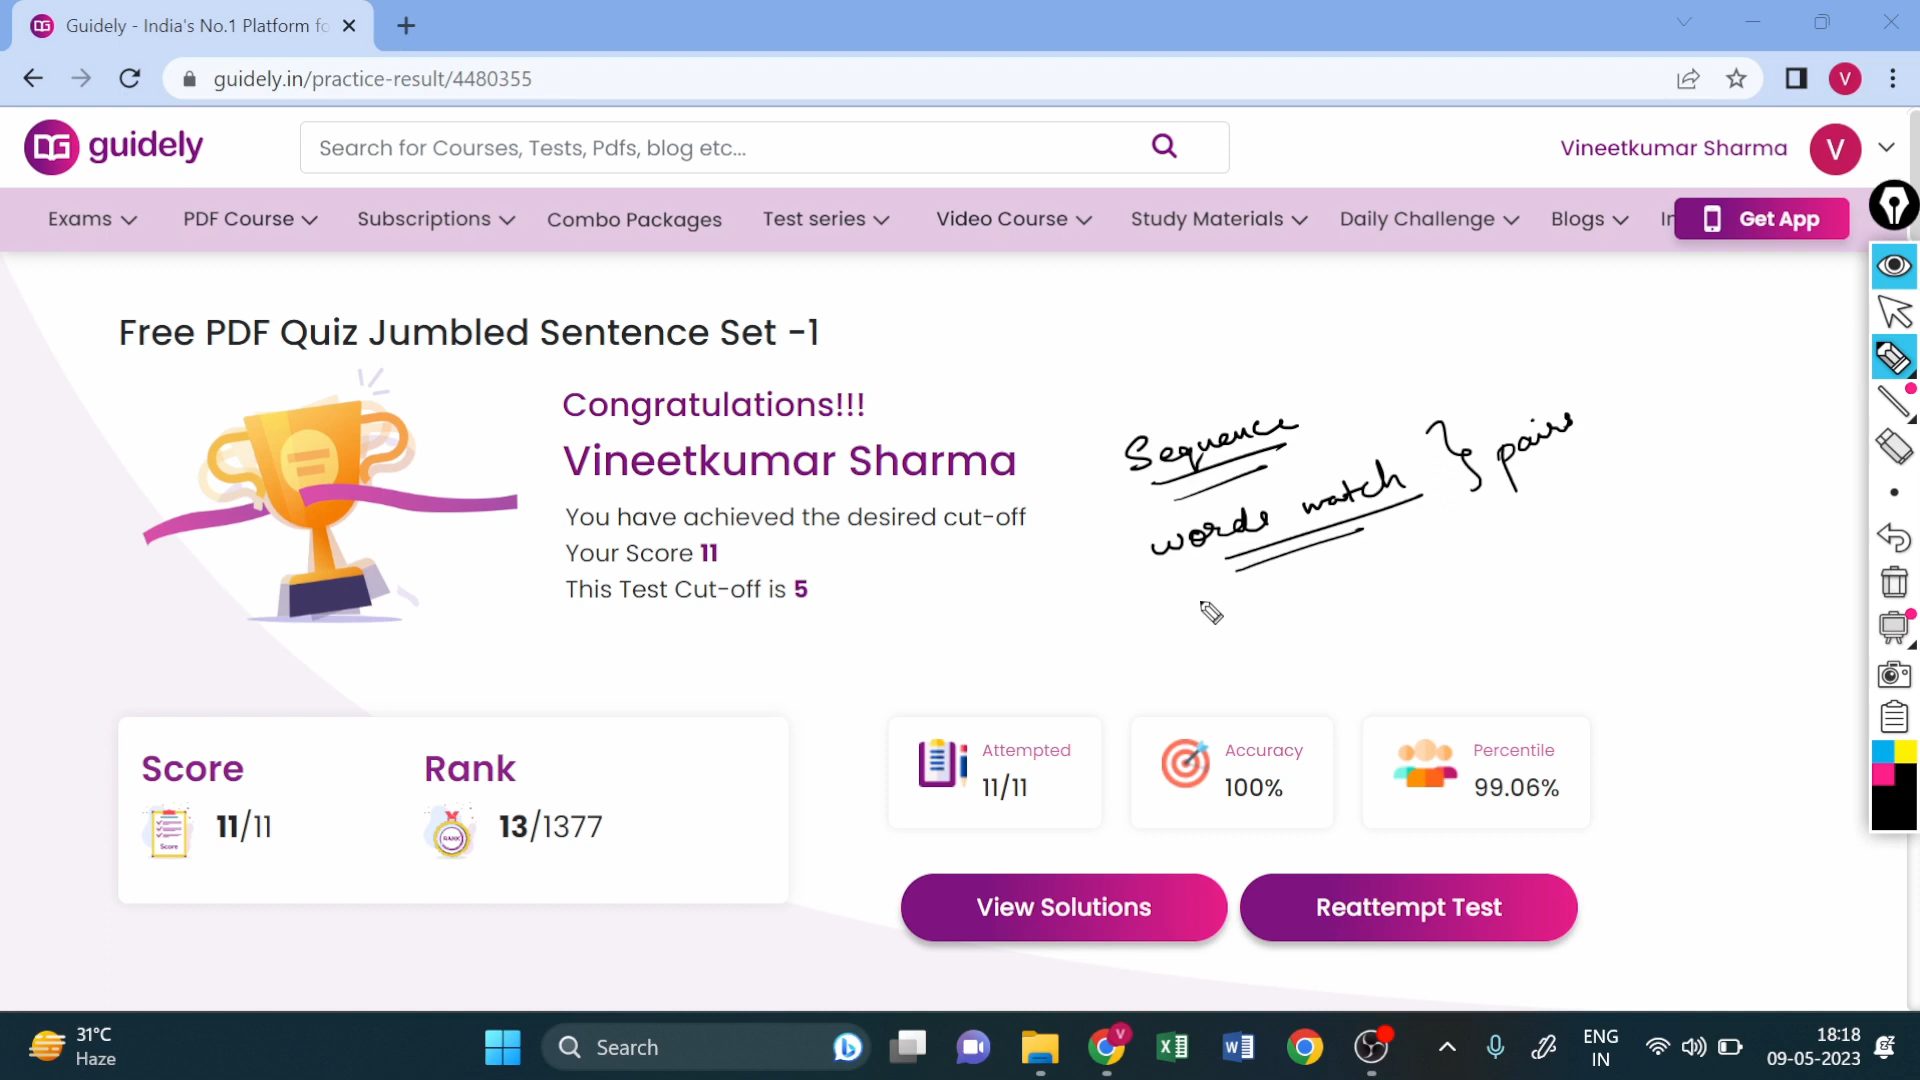 Guidely - India's No.1 Platform fo
guidely.in/practice-result/4480355
V
guidely
Search for Courses, Tests, Pdfs, blog etc...
Vineetkumar Sharma
V
Exams
PDF Course
Subscriptions
Combo Packages
Test series
Video Course
Study Materials
Daily Challenge
Blogs
In
Get App
Free PDF Quiz Jumbled Sentence Set -1
Congratulations!!!
Vineetkumar Sharma
You have achieved the desired cut-off
Your Score 11
This Test Cut-off is 5
Sequence
words match } pairs
Score
Score
11/11
Rank
RANK
13/1377
Attempted
11/11
Accuracy
100%
Percentile
99.06%
View Solutions
Reattempt Test
31°C
Haze
Search
V
ENG
IN
18:18
09-05-2023